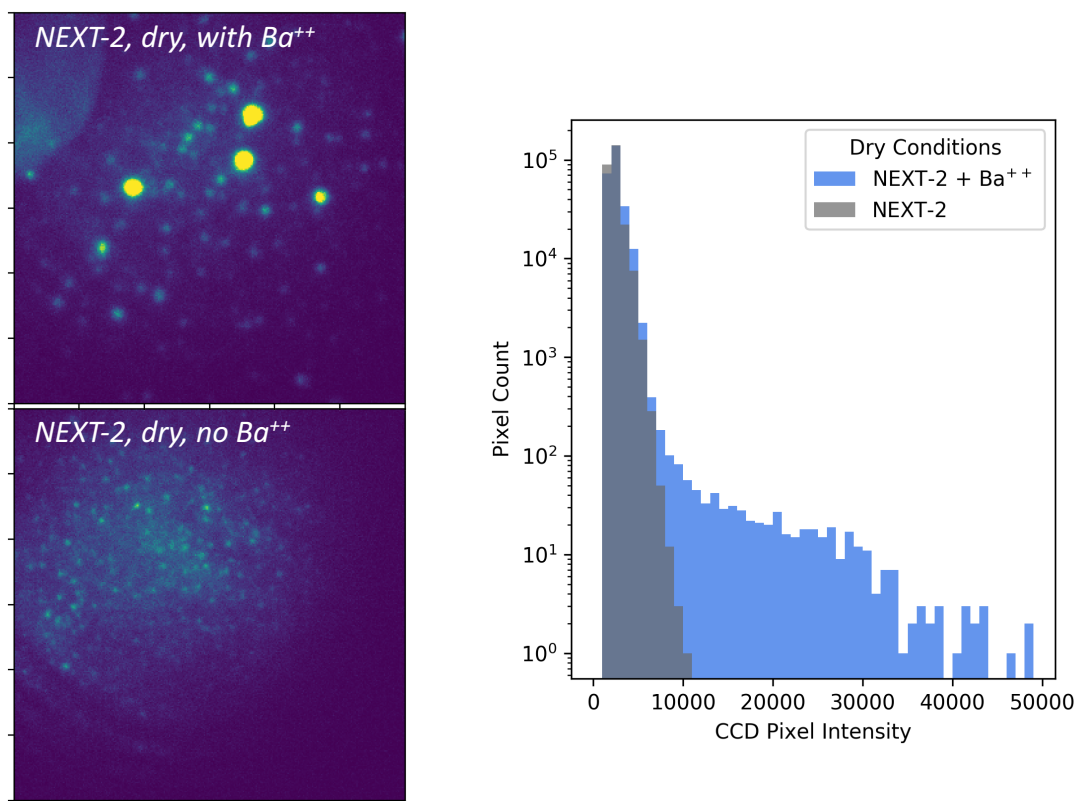 NEXT-2, dry, with Ba⁺⁺
NEXT-2, dry, no Ba⁺⁺
Dry Conditions
NEXT-2 + Ba⁺⁺
NEXT-2
Pixel Count
10⁵
10⁴
10³
10²
10¹
10⁰
0 10000 20000 30000 40000 50000
CCD Pixel Intensity